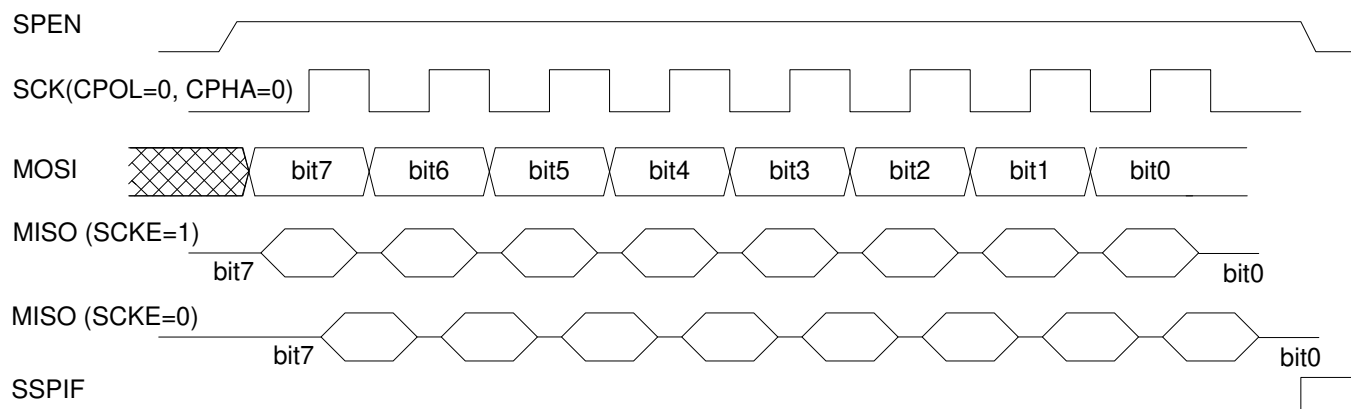 SPEN
SCK(CPOL=0, CPHA=0)
MOSI bit7 bit6 bit5 bit4 bit3 bit2 bit1 bit0
MISO (SCKE=1)
bit7 bit0
MISO (SCKE=0)
bit7 bit0
SSPIF